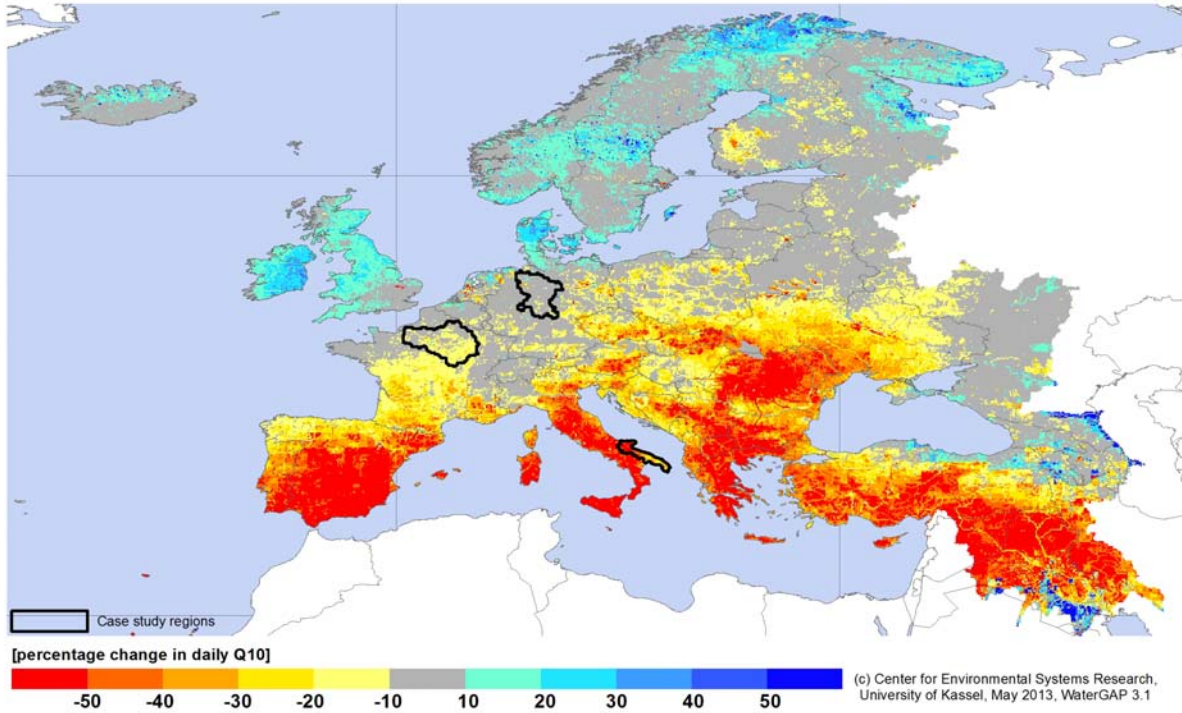 Case study regions
[percentage change in daily Q10]
-50 -40 -30 -20 -10 10 20 30 40 50
(c) Center for Environmental Systems Research,
University of Kassel, May 2013, WaterGAP 3.1